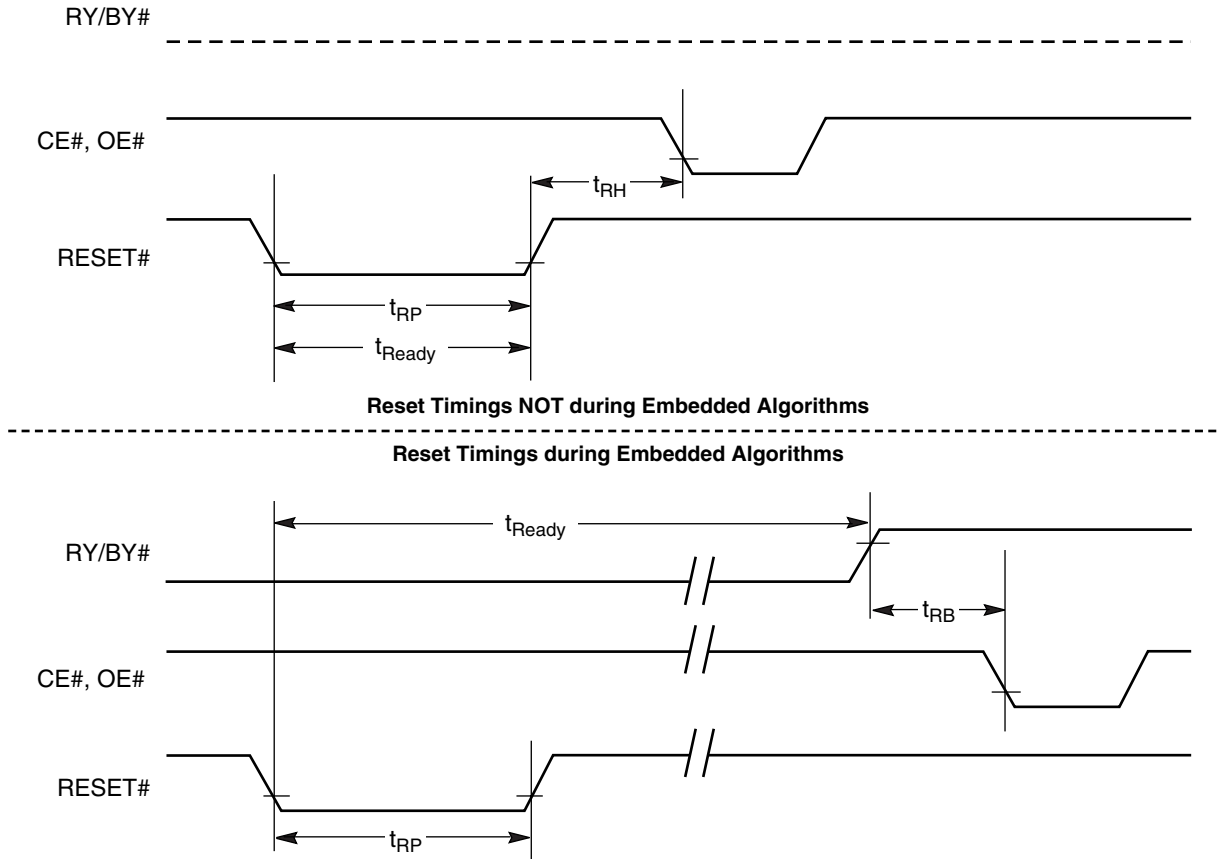 RY/BY#
CE#, OE#
tRH
RESET#
tRP
tReady
Reset Timings NOT during Embedded Algorithms
Reset Timings during Embedded Algorithms
tReady
RY/BY#
tRB
CE#, OE#
RESET#
tRP